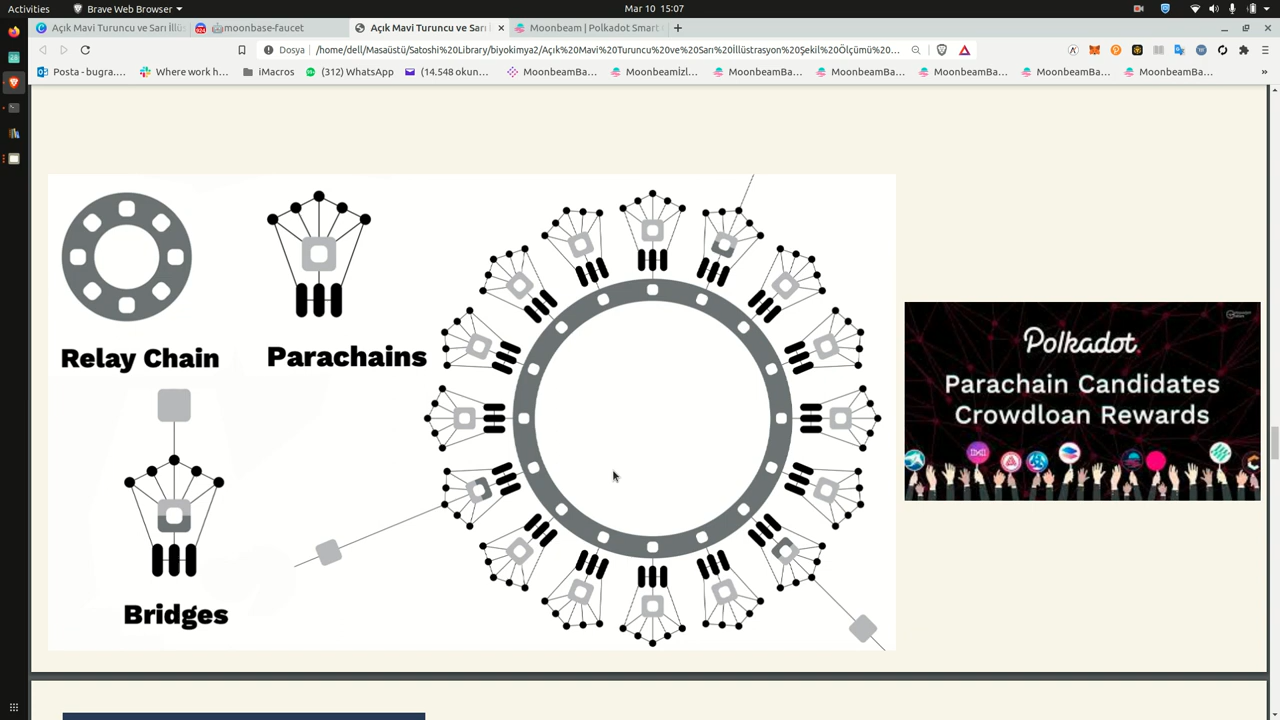 Activities
Brave Web Browser
Mar 10 15:07
Açık Mavi Turuncu ve Sarı İllüs
moonbase-faucet
Açık Mavi Turuncu ve Sarı
Moonbeam | Polkadot Smart
Dosya
/home/dell/Masaüstü/Satoshi%20Library/biyokimya2/Açık%20Mavi%20Turuncu%20ve%20Sarı%20İllüstrasyon%20Şekil%20Ölçümü%20...
Posta - bugra....
Where work h...
iMacros
(312) WhatsApp
(14.548 okun...
MoonbeamBa...
Moonbeamİzl...
MoonbeamBa...
MoonbeamBa...
MoonbeamBa...
MoonbeamBa...
MoonbeamBa...
Relay Chain
Parachains
Bridges
Polkadot.
Parachain Candidates
Crowdloan Rewards